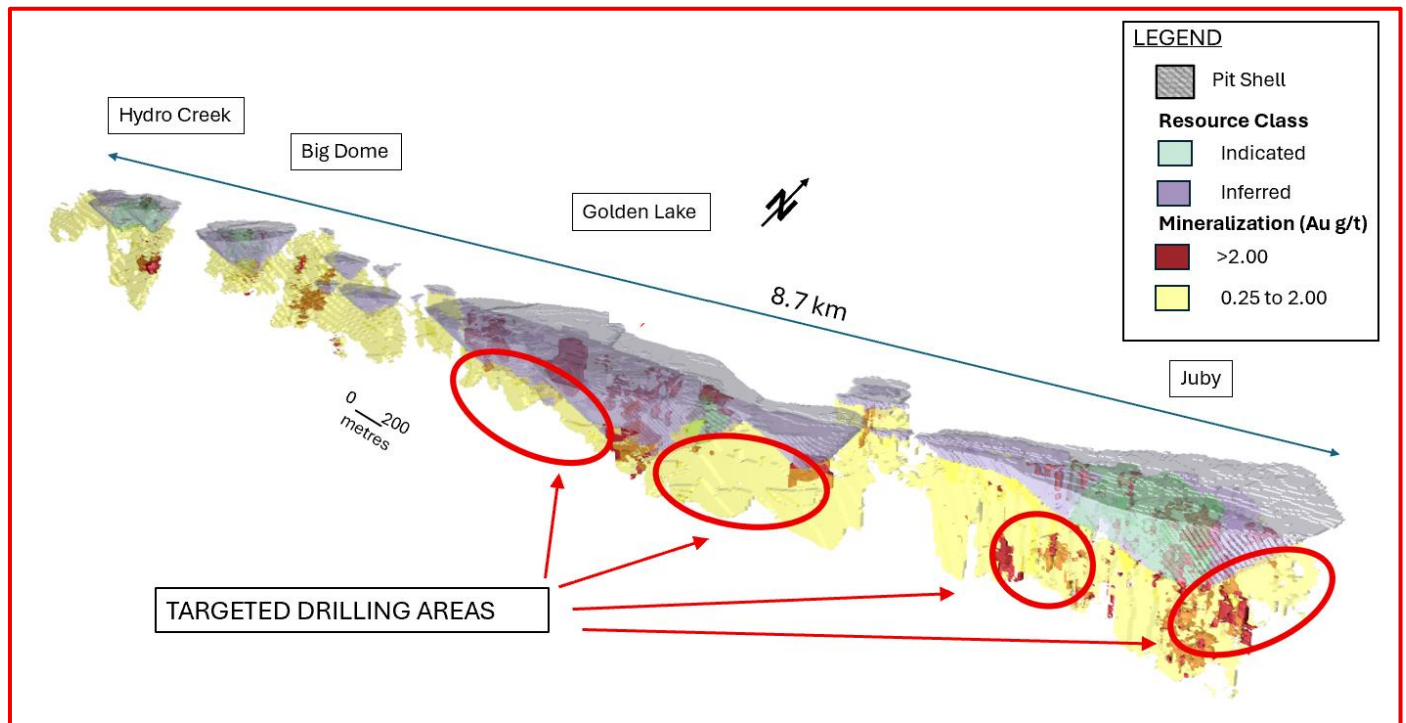 LEGEND
Pit Shell
Resource Class
Indicated
Inferred
Mineralization (Au g/t)
>2.00
0.25 to 2.00
Hydro Creek
Big Dome
Golden Lake
N
8.7 km
Juby
0 200
metres
TARGETED DRILLING AREAS